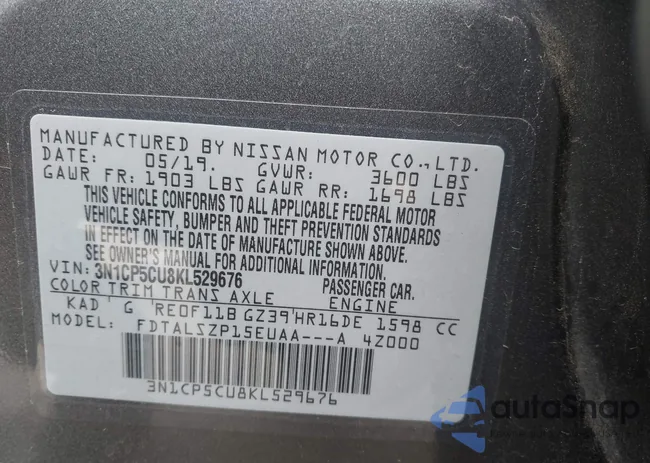 MANUFACTURED BY NISSAN MOTOR CO.,LTD.
DATE: 05/19. GVWR: 3600 LBS
GAWR FR: 1903 LBS GAWR RR: 1698 LBS
THIS VEHICLE CONFORMS TO ALL APPLICABLE FEDERAL MOTOR
VEHICLE SAFETY, BUMPER AND THEFT PREVENTION STANDARDS
IN EFFECT ON THE DATE OF MANUFACTURE SHOWN ABOVE.
SEE OWNER'S MANUAL FOR ADDITIONAL INFORMATION.
VIN: 3N1CP5CU8KL529676 PASSENGER CAR.
COLOR TRIM TRANS AXLE ENGINE
KAD G RE0F11B GZ39 HR16DE 1598 CC
MODEL: FDTALSZP15EUAA---A 4Z000
3N1CP5CU8KL529676
autoSnap